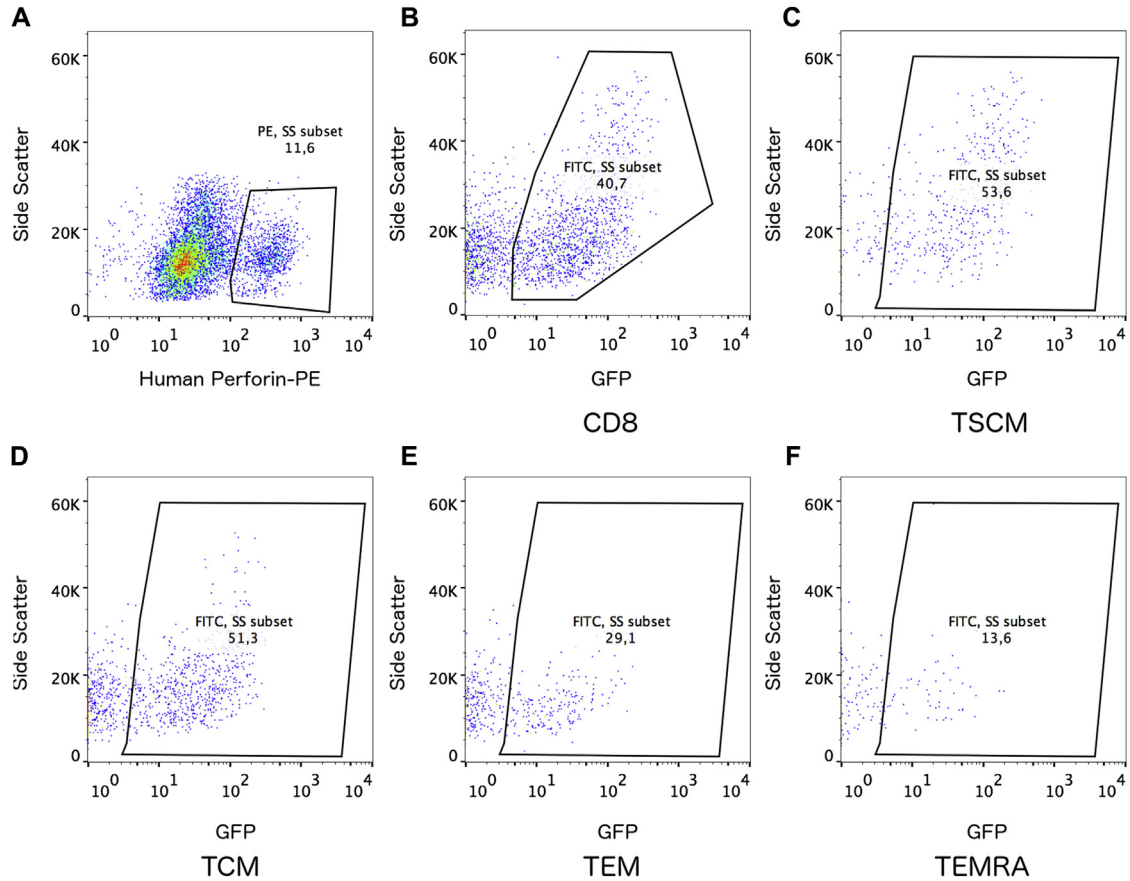 A
60K
40K
20K
0
Side Scatter
PE, SS subset
11,6
10^0 10^1 10^2 10^3 10^4
Human Perforin-PE
B
60K
40K
20K
0
Side Scatter
FITC, SS subset
40,7
10^0 10^1 10^2 10^3 10^4
GFP
CD8
C
60K
40K
20K
0
Side Scatter
FITC, SS subset
53,6
10^0 10^1 10^2 10^3 10^4
GFP
TSCM
D
60K
40K
20K
0
Side Scatter
FITC, SS subset
51,3
10^0 10^1 10^2 10^3 10^4
GFP
TCM
E
60K
40K
20K
0
Side Scatter
FITC, SS subset
29,1
10^0 10^1 10^2 10^3 10^4
GFP
TEM
F
60K
40K
20K
0
Side Scatter
FITC, SS subset
13,6
10^0 10^1 10^2 10^3 10^4
GFP
TEMRA